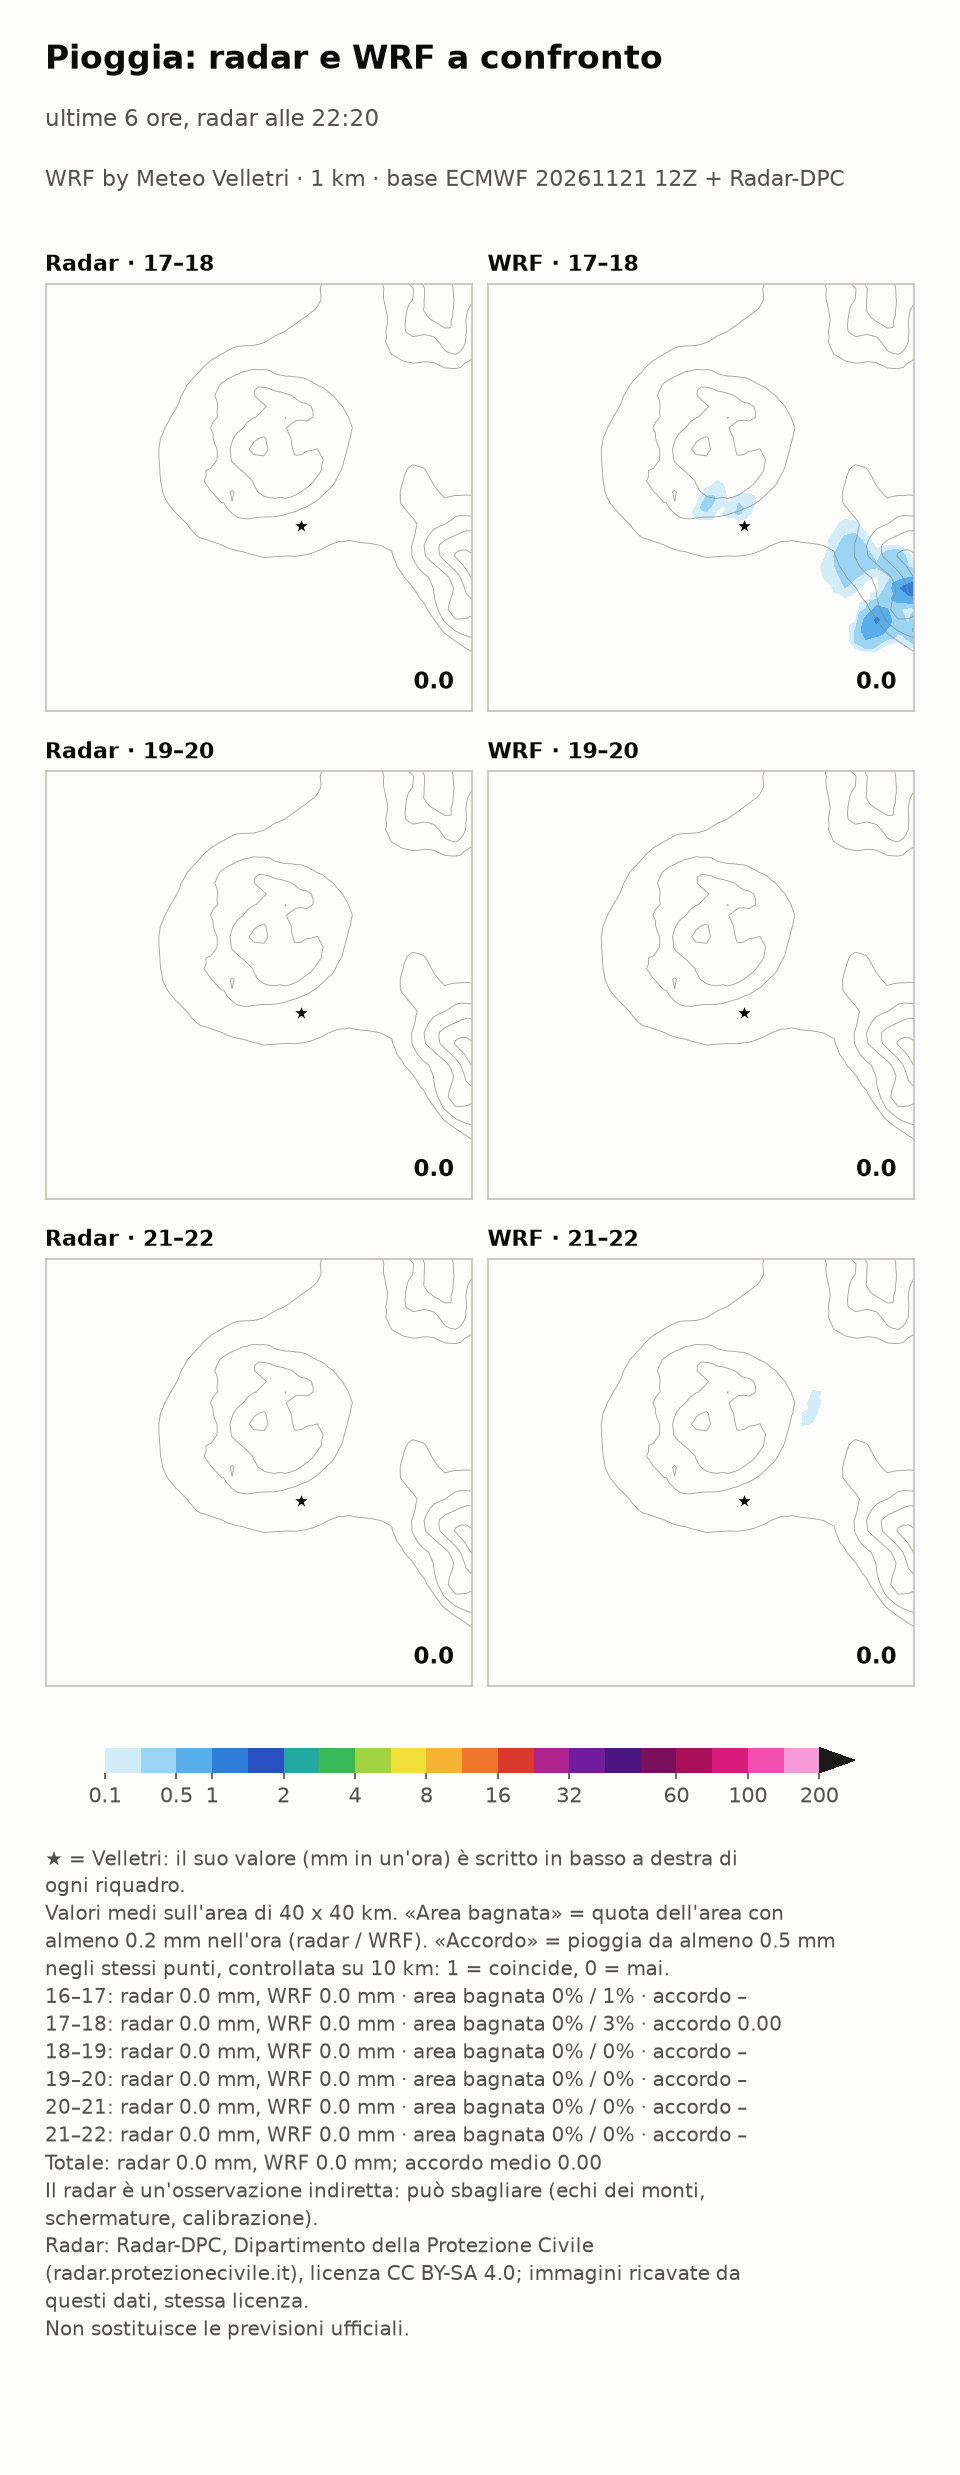 Pioggia: radar e WRF a confronto
ultime 6 ore, radar alle 22:20
WRF by Meteo Velletri · 1 km · base ECMWF 20261121 12Z + Radar-DPC
Radar · 17–18
WRF · 17–18
0.0
0.0
Radar · 19–20
WRF · 19–20
0.0
0.0
Radar · 21–22
WRF · 21–22
0.0
0.0
0.1 0.5 1 2 4 8 16 32 60 100 200
★ = Velletri: il suo valore (mm in un'ora) è scritto in basso a destra di
ogni riquadro.
Valori medi sull'area di 40 x 40 km. «Area bagnata» = quota dell'area con
almeno 0.2 mm nell'ora (radar / WRF). «Accordo» = pioggia da almeno 0.5 mm
negli stessi punti, controllata su 10 km: 1 = coincide, 0 = mai.
16–17: radar 0.0 mm, WRF 0.0 mm · area bagnata 0% / 1% · accordo –
17–18: radar 0.0 mm, WRF 0.0 mm · area bagnata 0% / 3% · accordo 0.00
18–19: radar 0.0 mm, WRF 0.0 mm · area bagnata 0% / 0% · accordo –
19–20: radar 0.0 mm, WRF 0.0 mm · area bagnata 0% / 0% · accordo –
20–21: radar 0.0 mm, WRF 0.0 mm · area bagnata 0% / 0% · accordo –
21–22: radar 0.0 mm, WRF 0.0 mm · area bagnata 0% / 0% · accordo –
Totale: radar 0.0 mm, WRF 0.0 mm; accordo medio 0.00
Il radar è un'osservazione indiretta: può sbagliare (echi dei monti,
schermature, calibrazione).
Radar: Radar-DPC, Dipartimento della Protezione Civile
(radar.protezionecivile.it), licenza CC BY-SA 4.0; immagini ricavate da
questi dati, stessa licenza.
Non sostituisce le previsioni ufficiali.